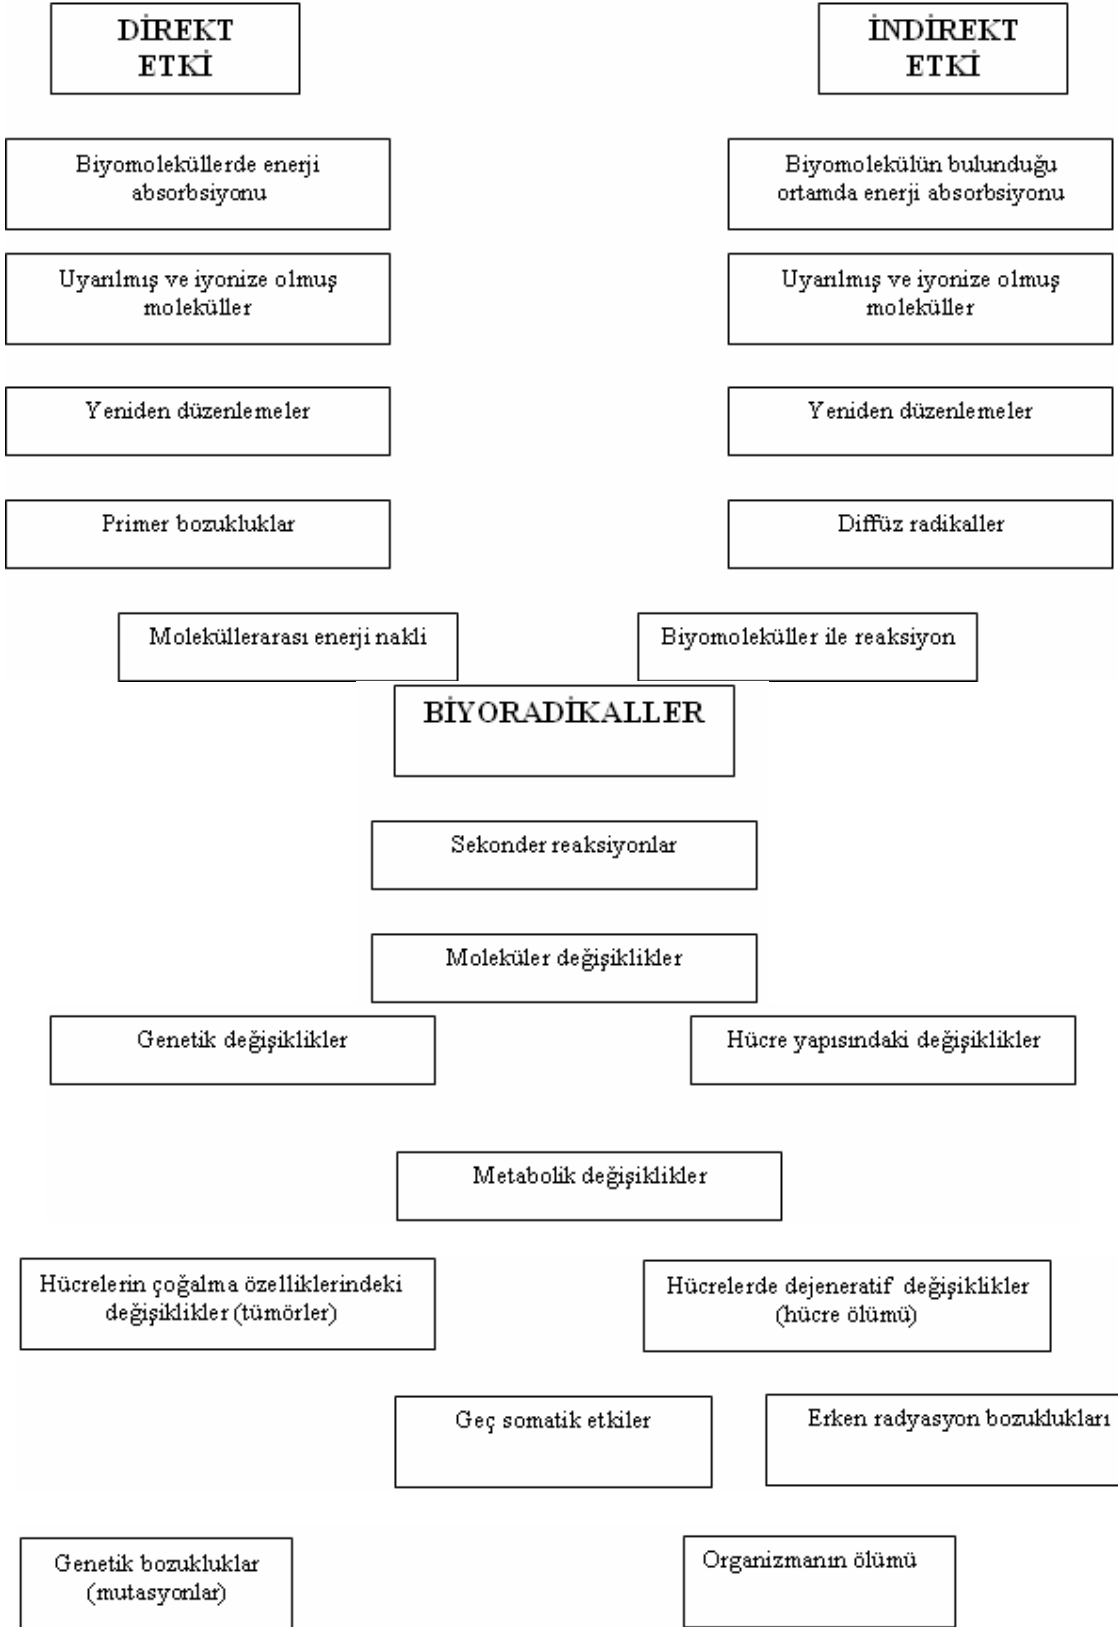 DİREKT
ETKİ
İNDİREKT
ETKİ
Biyomoleküllerde enerji
absorbsiyonu
Biyomolekülün bulunduğu
ortamda enerji absorbsiyonu
Uyarılmış ve iyonize olmuş
moleküller
Uyarılmış ve iyonize olmuş
moleküller
Yeniden düzenlemeler
Yeniden düzenlemeler
Primer bozukluklar
Diffüz radikaller
Moleküllerarası enerji nakli
Biyomoleküller ile reaksiyon
BİYORADİKALLER
Sekonder reaksiyonlar
Moleküler değişiklikler
Genetik değişiklikler
Hücre yapısındaki değişiklikler
Metabolik değişiklikler
Hücrelerin çoğalma özelliklerindeki
değişiklikler (tümörler)
Hücrelerde dejeneratif değişiklikler
(hücre ölümü)
Geç somatik etkiler
Erken radyasyon bozuklukları
Genetik bozukluklar
(mutasyonlar)
Organizmanın ölümü